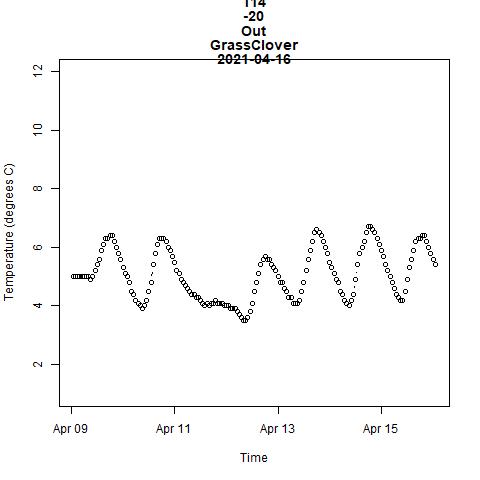 T14
-20
Out
GrassClover
2021-04-16
Temperature (degrees C)
12
10
8
6
4
2
Apr 09
Apr 11
Apr 13
Apr 15
Time